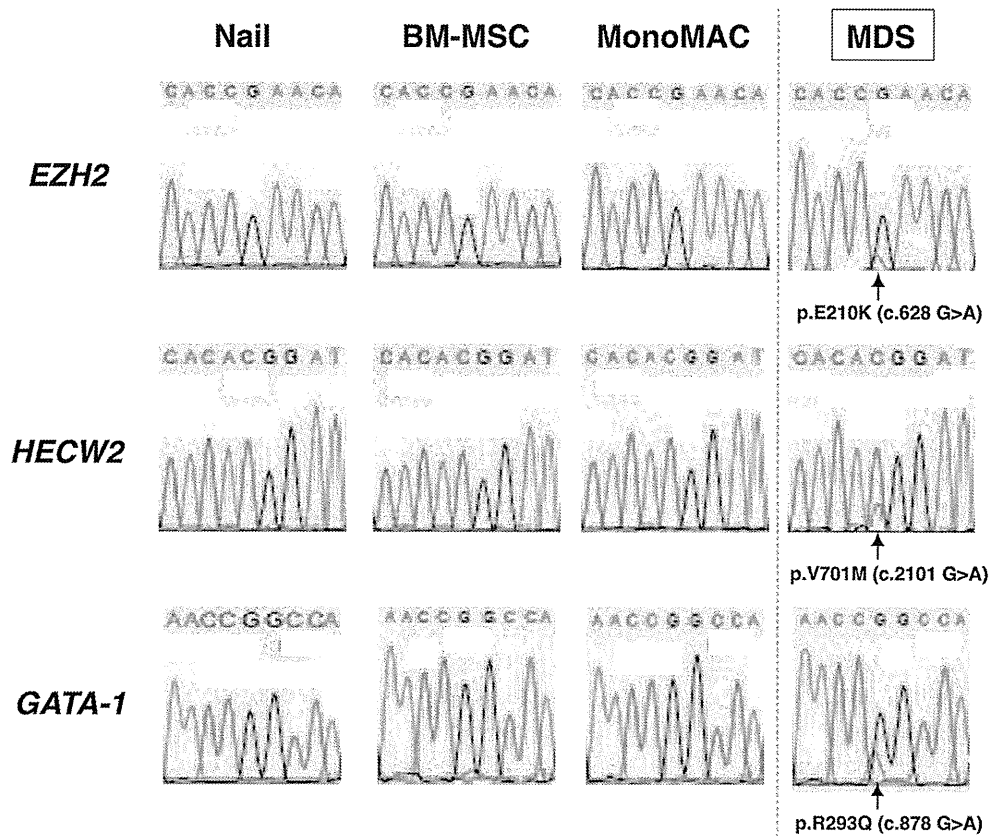 Nail BM-MSC MonoMAC MDS
CACCGAACA CACCGAACA CACCGAACA CACCGAACA
EZH2
p.E210K (c.628 G>A)
CACACGGAT CACACGGAT CACACGGAT CACACGGAT
HECW2
p.V701M (c.2101 G>A)
AACCGGCCA AACCGGCCA AACCGGCCA AACCGGCCA
GATA-1
p.R293Q (c.878 G>A)